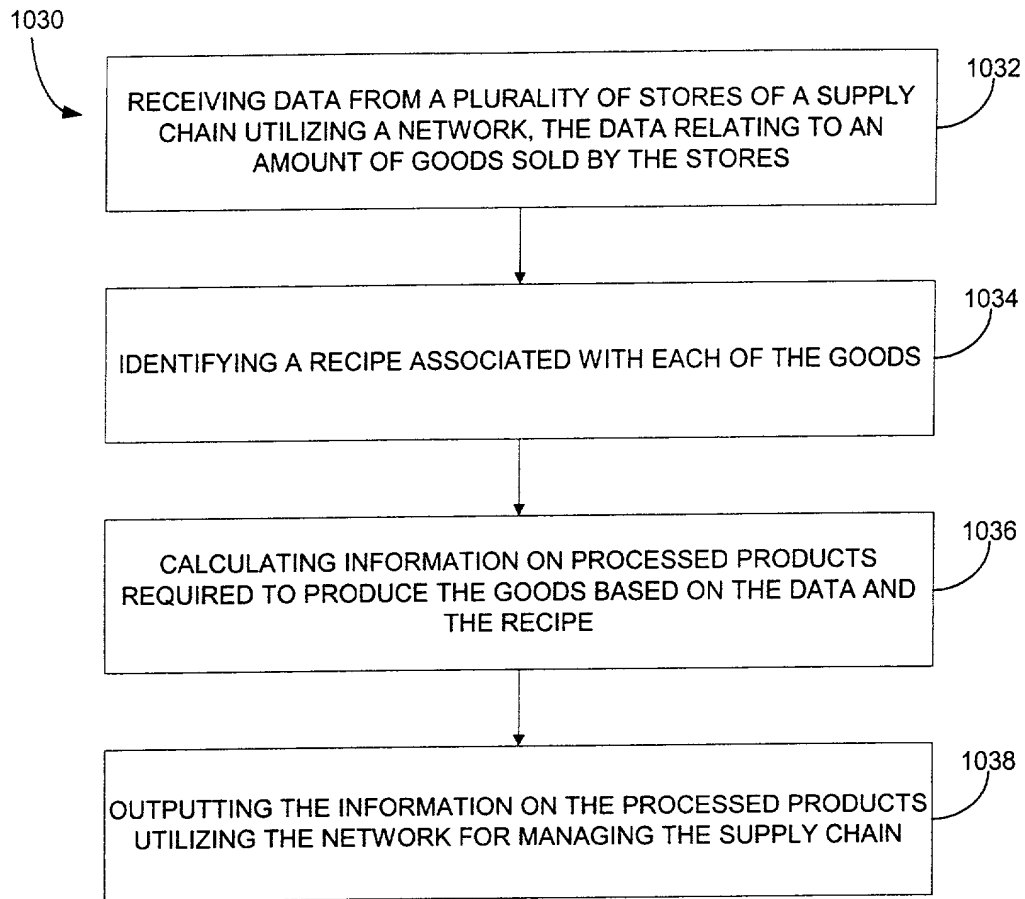 1030
1032
RECEIVING DATA FROM A PLURALITY OF STORES OF A SUPPLY
CHAIN UTILIZING A NETWORK, THE DATA RELATING TO AN
AMOUNT OF GOODS SOLD BY THE STORES
1034
IDENTIFYING A RECIPE ASSOCIATED WITH EACH OF THE GOODS
1036
CALCULATING INFORMATION ON PROCESSED PRODUCTS
REQUIRED TO PRODUCE THE GOODS BASED ON THE DATA AND
THE RECIPE
1038
OUTPUTTING THE INFORMATION ON THE PROCESSED PRODUCTS
UTILIZING THE NETWORK FOR MANAGING THE SUPPLY CHAIN